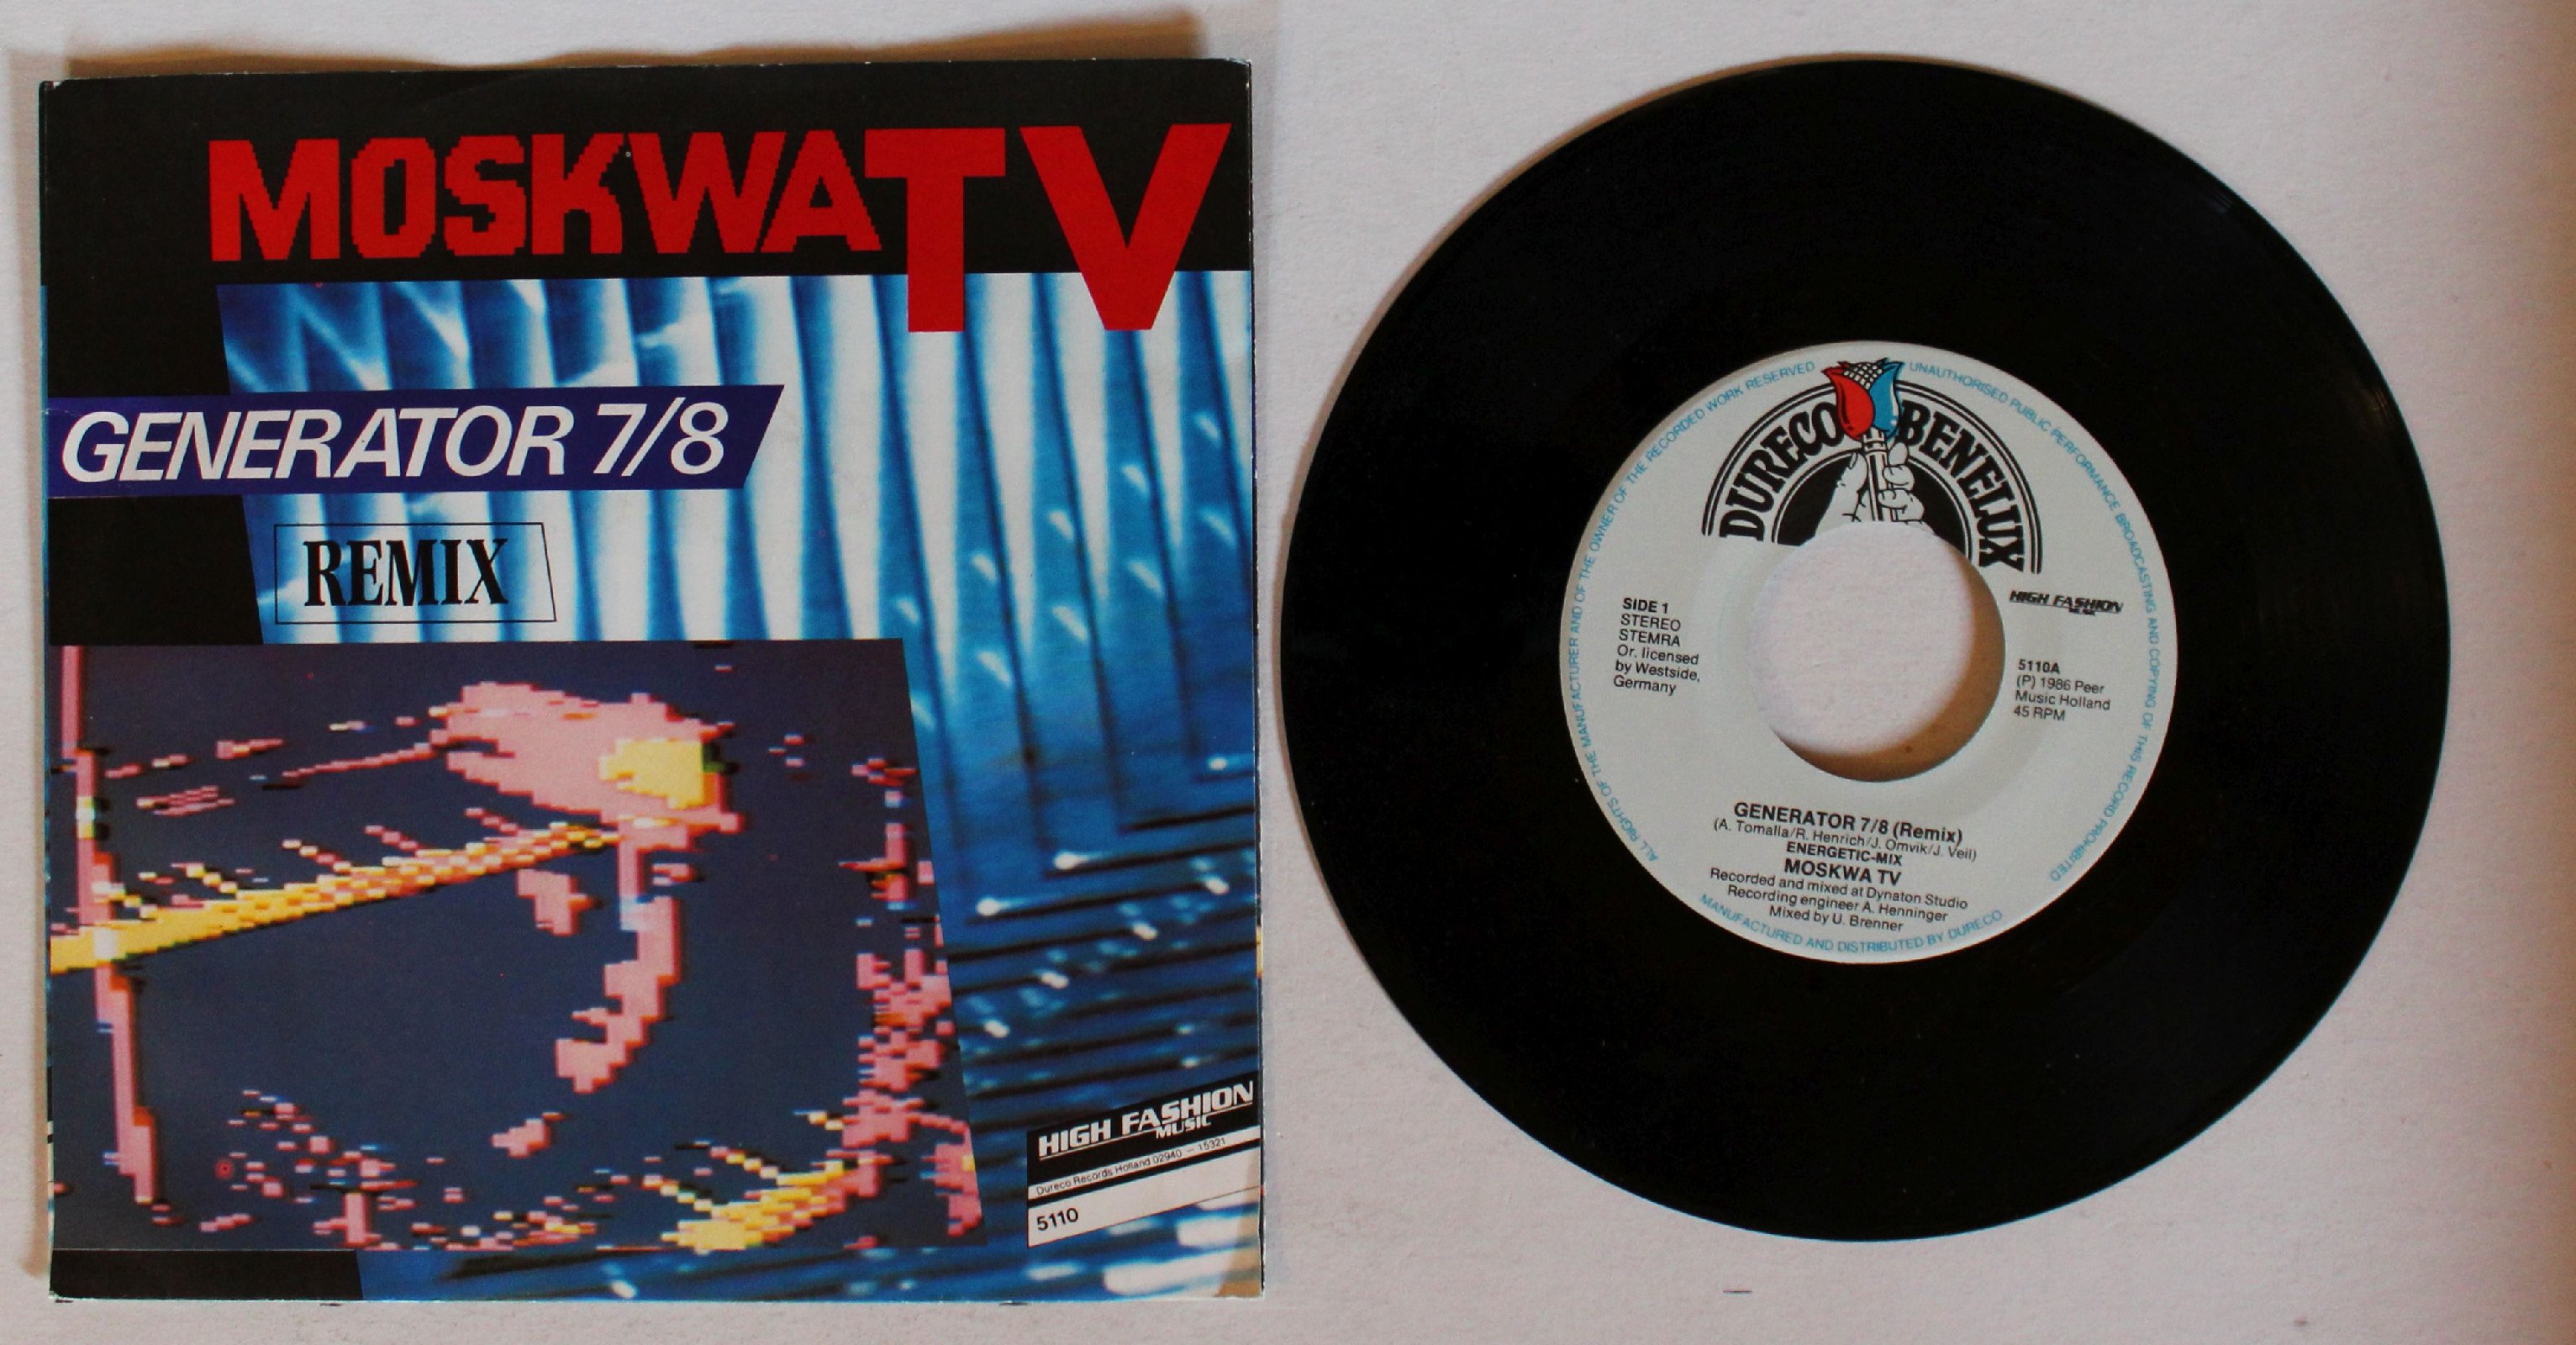 MOSKWA TV
GENERATOR 7/8
REMIX
HIGH FASHION
MUSIC
Dureco Records Holland 02940 – 15321
5110
ALL RIGHTS OF THE MANUFACTURER AND OF THE OWNER OF THE RECORDED WORK RESERVED
UNAUTHORISED PUBLIC PERFORMANCE BROADCASTING AND COPYING OF THIS RECORD PROHIBITED
DURECO BENELUX
SIDE 1
STEREO
STEMRA
Or. licensed
by Westside,
Germany
HIGH FASHION
MUSIC
5110A
(P) 1986 Peer
Music Holland
45 RPM
GENERATOR 7/8 (Remix)
(A. Tomalla/R. Henrich/J. Omvik/J. Veil)
ENERGETIC-MIX
MOSKWA TV
Recorded and mixed at Dynaton Studio
Recording engineer A. Henninger
Mixed by U. Brenner
MANUFACTURED AND DISTRIBUTED BY DURECO